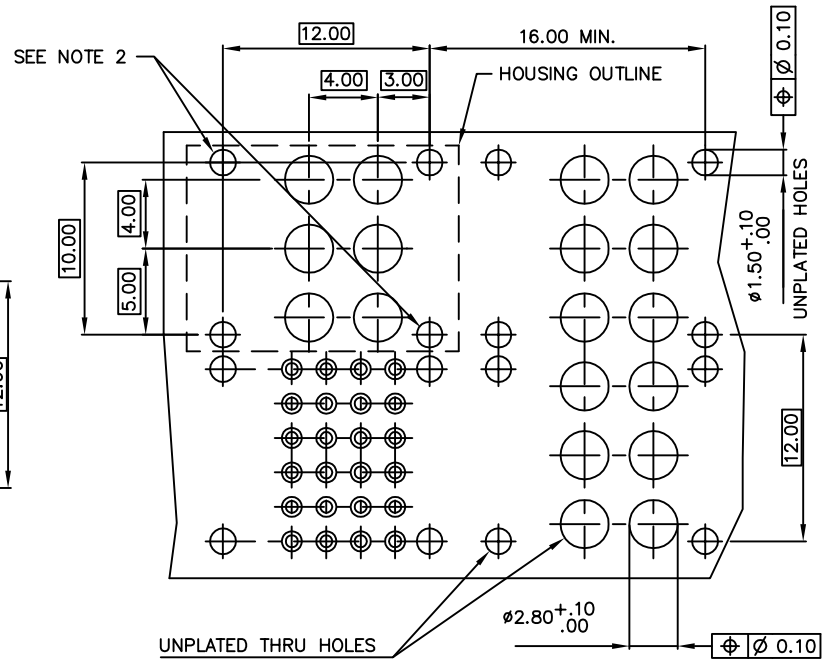 12.00
16.00 MIN.
⌖ Ø 0.10
SEE NOTE 2
4.00
3.00
HOUSING OUTLINE
10.00
4.00
5.00
ø1.50 +.10 .00
UNPLATED HOLES
12.00
ø2.80 +.10 .00
UNPLATED THRU HOLES
⌖ Ø 0.10